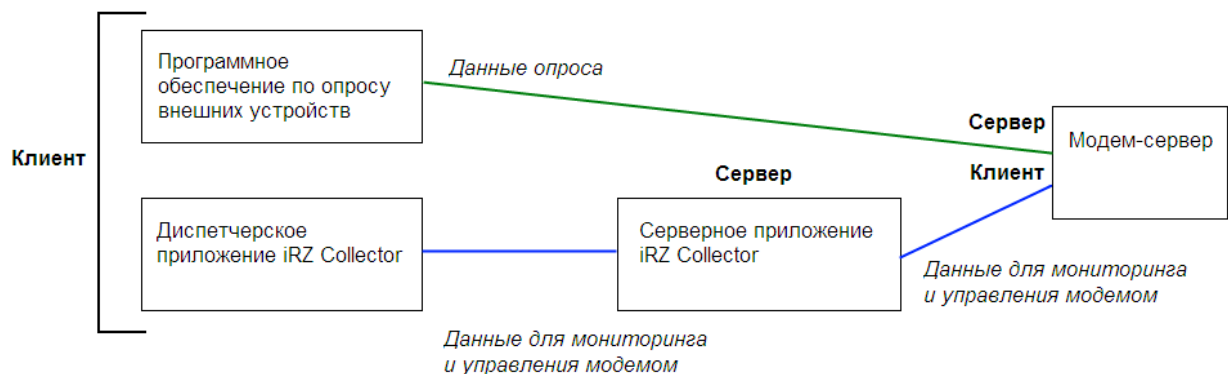 Программное
обеспечение по опросу
внешних устройств
Данные опроса
Сервер
Модем-сервер
Клиент
Клиент
Сервер
Диспетчерское
приложение iRZ Collector
Серверное приложение
iRZ Collector
Данные для мониторинга
и управления модемом
Данные для мониторинга
и управления модемом